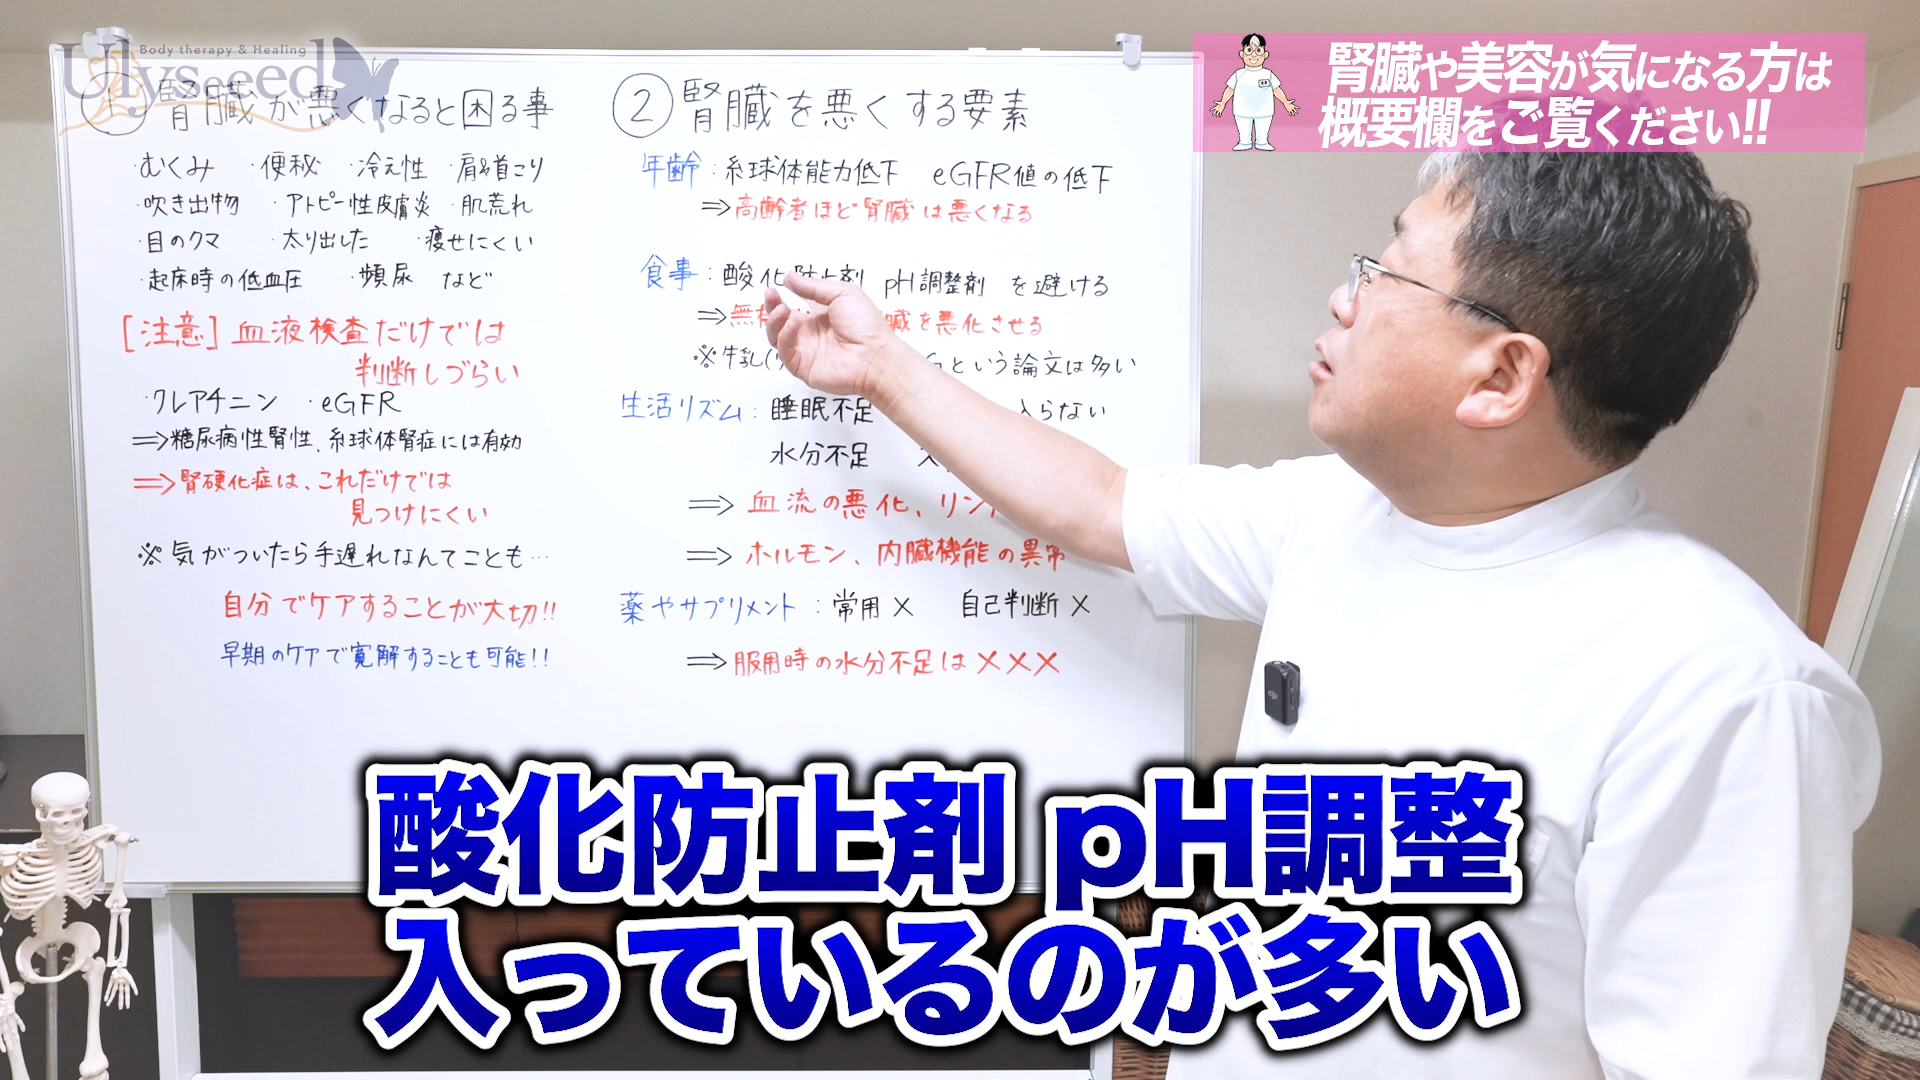 Body therapy & Healing
Ulysseed
腎臓や美容が気になる方は
概要欄をご覧ください!!
① 腎臓が悪くなると困る事
・むくみ ・便秘 ・冷え性 ・肩や首こり
・吹き出物 ・アトピー性皮膚炎 ・肌荒れ
・目のクマ ・太り出した ・痩せにくい
・起床時の低血圧 ・頻尿 など
[注意] 血液検査だけでは
判断しづらい
・クレアチニン ・eGFR
⇒糖尿病性腎性、糸球体腎症には有効
⇒腎硬化症は、これだけでは
見つけにくい
※気がついたら手遅れなんてことも…
自分でケアすることが大切!!
早期のケアで寛解することも可能!!
② 腎臓を悪くする要素
年齢:糸球体能力低下 eGFR値の低下
⇒高齢者ほど腎臓は悪くなる
食事:酸化防止剤 pH調整剤 を避ける
⇒無 臓を悪化させる
※牛乳( という論文は多い
生活リズム:睡眠不足 入らない
水分不足
⇒血流の悪化、リン
⇒ホルモン、内臓機能の異常
薬やサプリメント:常用× 自己判断×
⇒服用時の水分不足は×××
酸化防止剤 pH調整
入っているのが多い